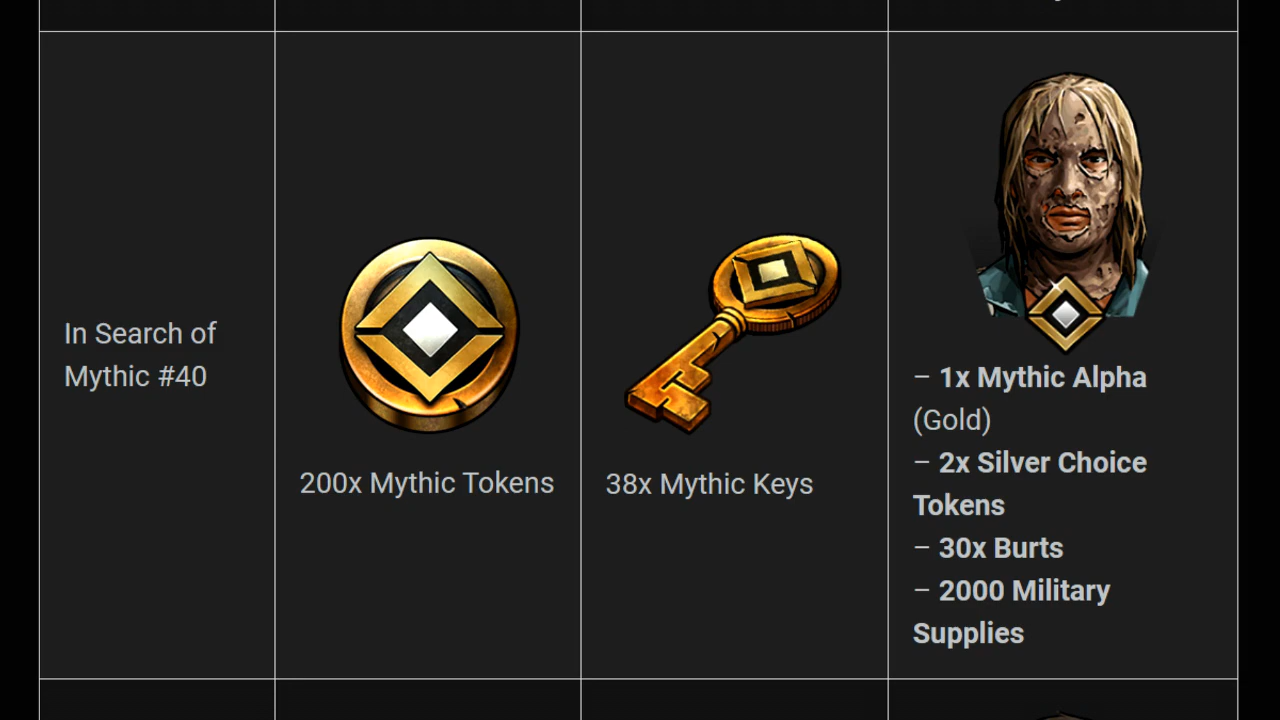 In Search of
Mythic #40
200x Mythic Tokens
38x Mythic Keys
– 1x Mythic Alpha
(Gold)
– 2x Silver Choice
Tokens
– 30x Burts
– 2000 Military
Supplies